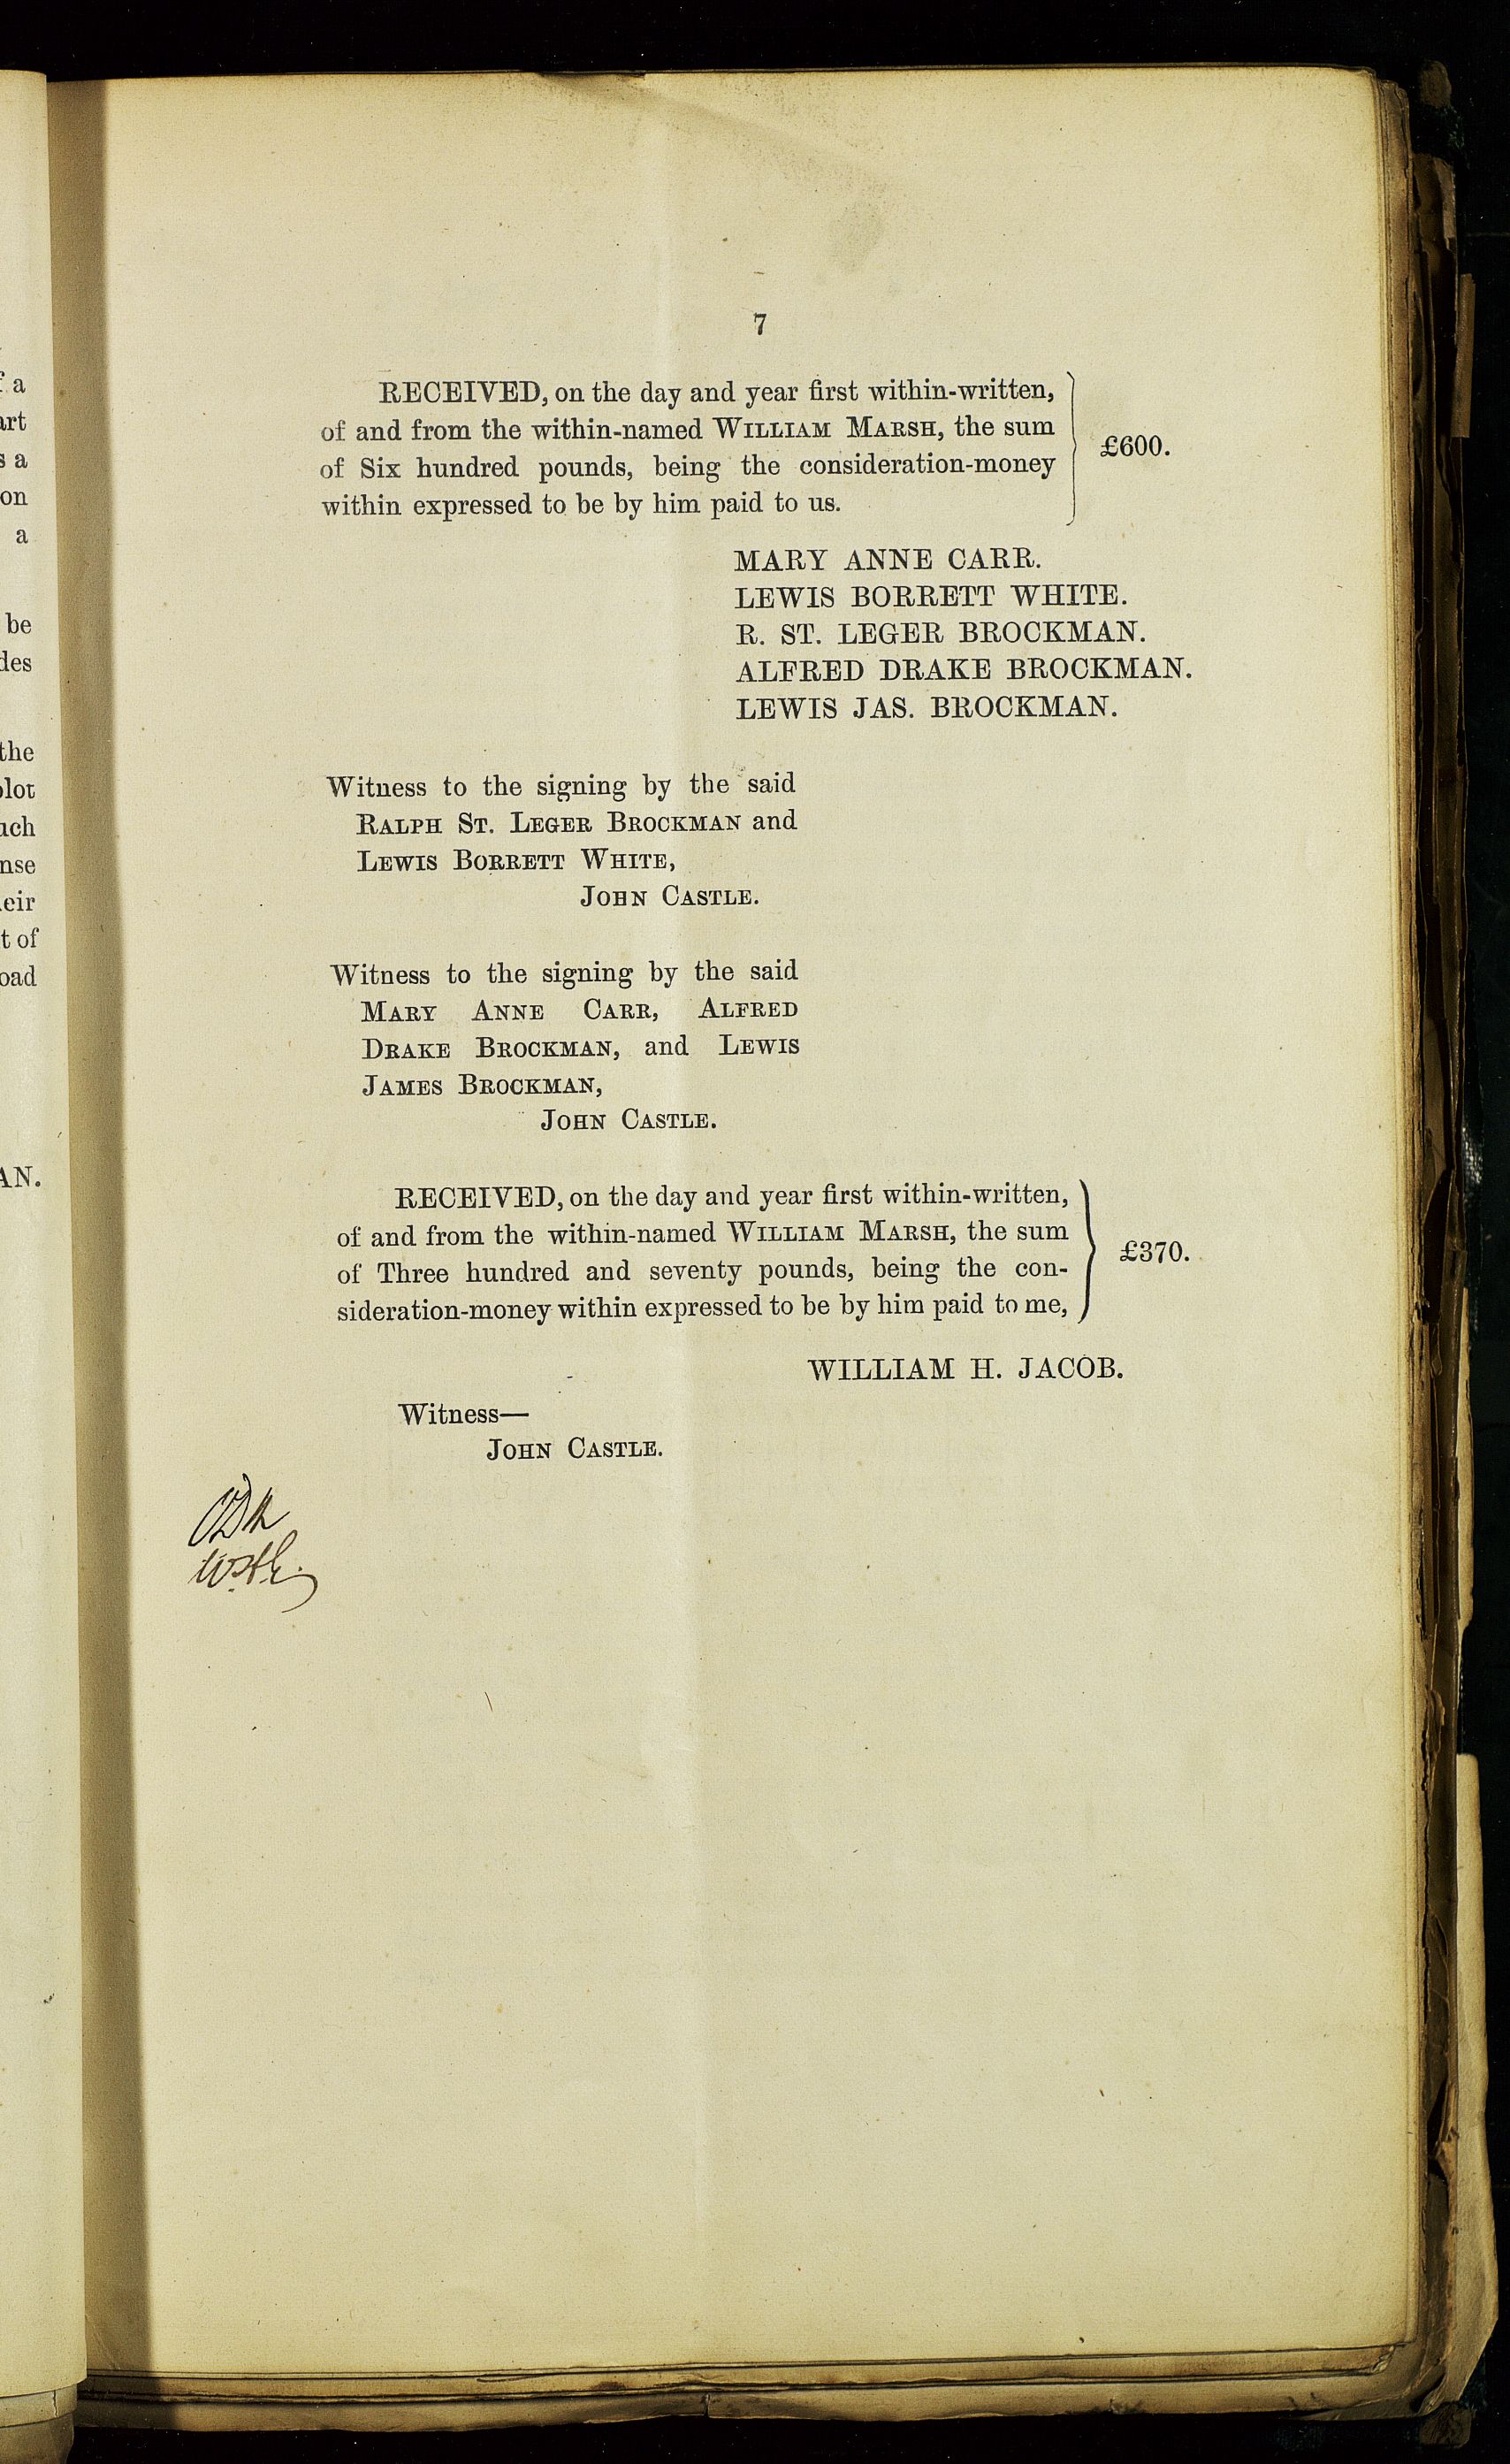 7
RECEIVED, on the day and year first within-written,
of and from the within-named WILLIAM MARSH, the sum
of Six hundred pounds, being the consideration-money
within expressed to be by him paid to us.
£600.
MARY ANNE CARR.
LEWIS BORRETT WHITE.
R. ST. LEGER BROCKMAN.
ALFRED DRAKE BROCKMAN.
LEWIS JAS. BROCKMAN.
Witness to the signing by the said
RALPH ST. LEGER BROCKMAN and
LEWIS BORRETT WHITE,
JOHN CASTLE.
Witness to the signing by the said
MARY ANNE CARR, ALFRED
DRAKE BROCKMAN, and LEWIS
JAMES BROCKMAN,
JOHN CASTLE.
RECEIVED, on the day and year first within-written,
of and from the within-named WILLIAM MARSH, the sum
of Three hundred and seventy pounds, being the con-
sideration-money within expressed to be by him paid to me,
£370.
WILLIAM H. JACOB.
Witness—
JOHN CASTLE.